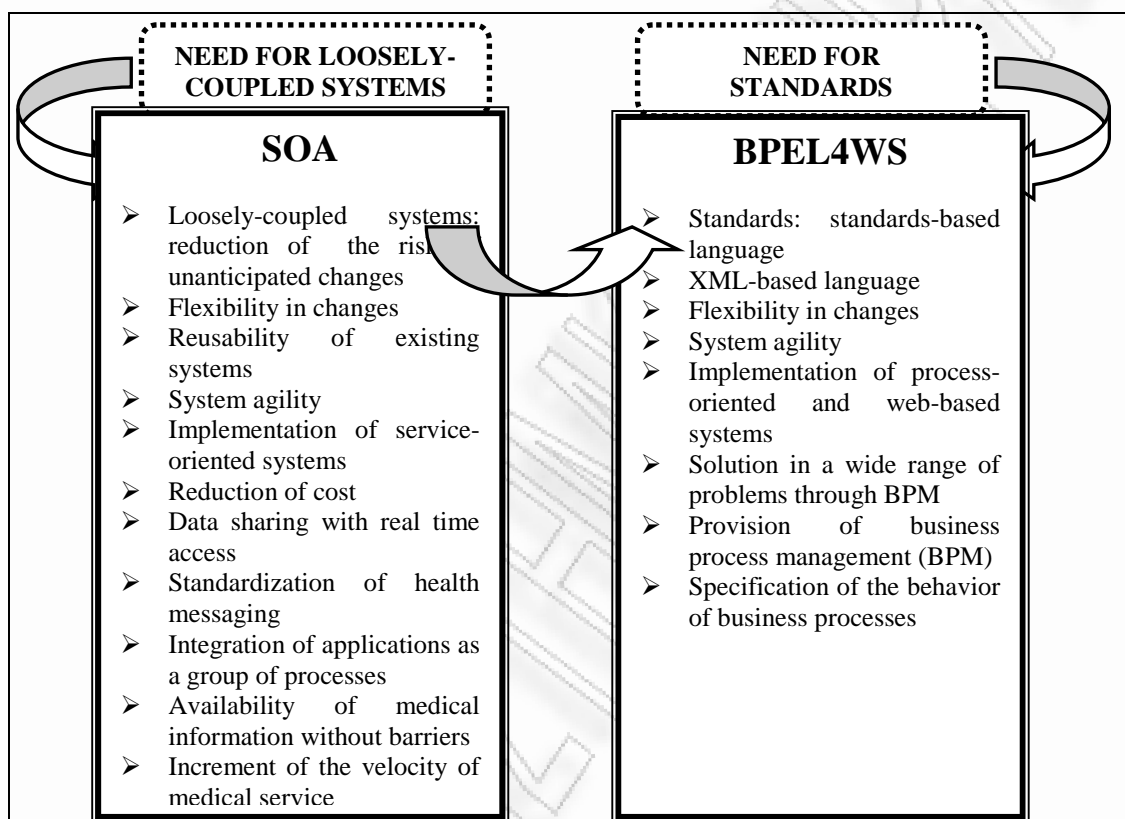 NEED FOR LOOSELY-
COUPLED SYSTEMS
SOA
➢ Loosely-coupled systems:
reduction of the ris
unanticipated changes
➢ Flexibility in changes
➢ Reusability of existing
systems
➢ System agility
➢ Implementation of service-
oriented systems
➢ Reduction of cost
➢ Data sharing with real time
access
➢ Standardization of health
messaging
➢ Integration of applications as
a group of processes
➢ Availability of medical
information without barriers
➢ Increment of the velocity of
medical service
NEED FOR
STANDARDS
BPEL4WS
➢ Standards: standards-based
language
➢ XML-based language
➢ Flexibility in changes
➢ System agility
➢ Implementation of process-
oriented and web-based
systems
➢ Solution in a wide range of
problems through BPM
➢ Provision of business
process management (BPM)
➢ Specification of the behavior
of business processes